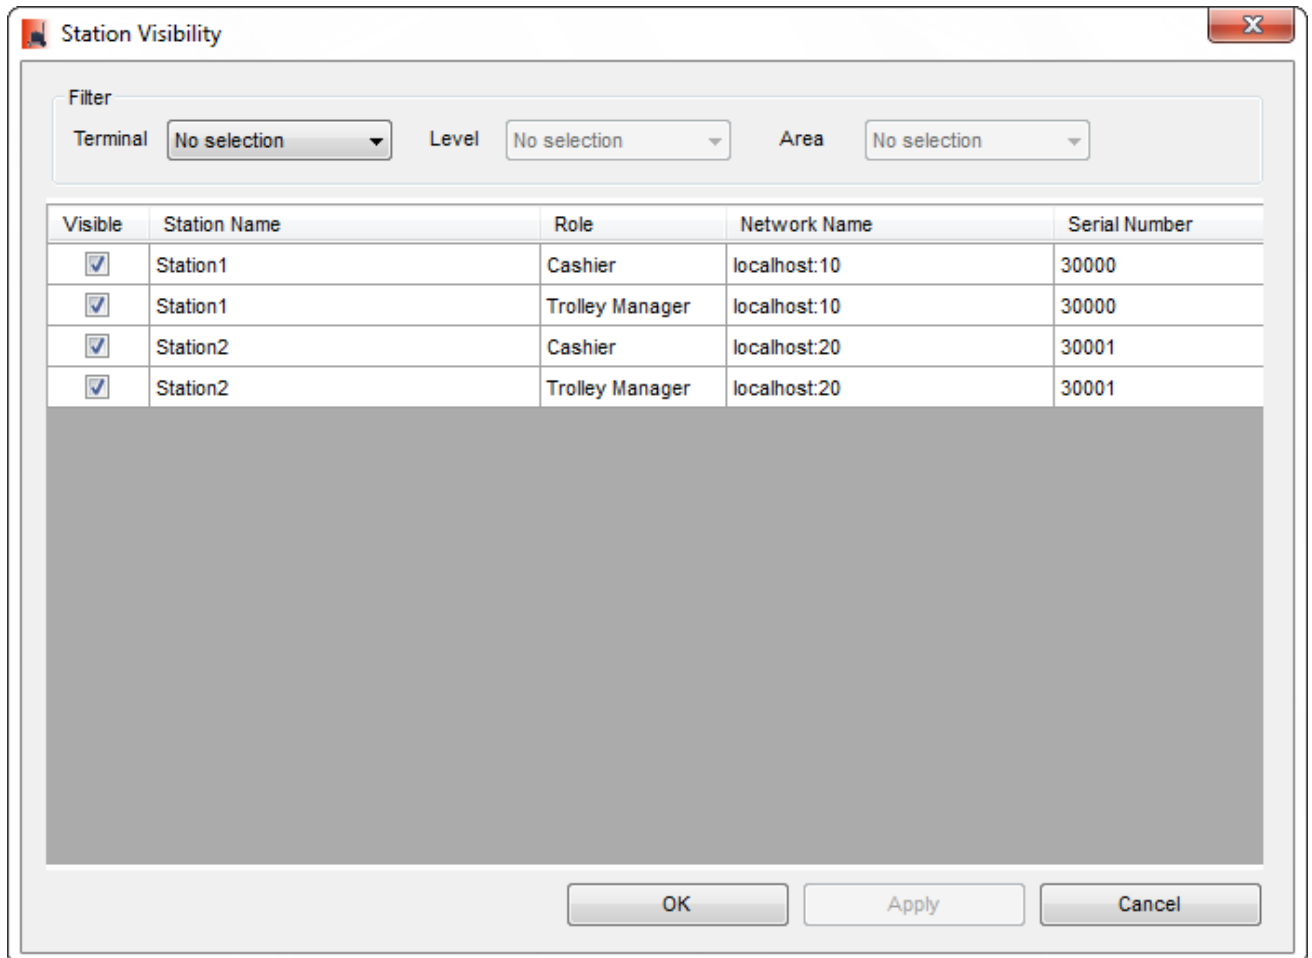 Station Visibility
Filter
Terminal No selection Level No selection Area No selection
Visible Station Name Role Network Name Serial Number
Station1 Cashier localhost:10 30000
Station1 Trolley Manager localhost:10 30000
Station2 Cashier localhost:20 30001
Station2 Trolley Manager localhost:20 30001
OK Apply Cancel